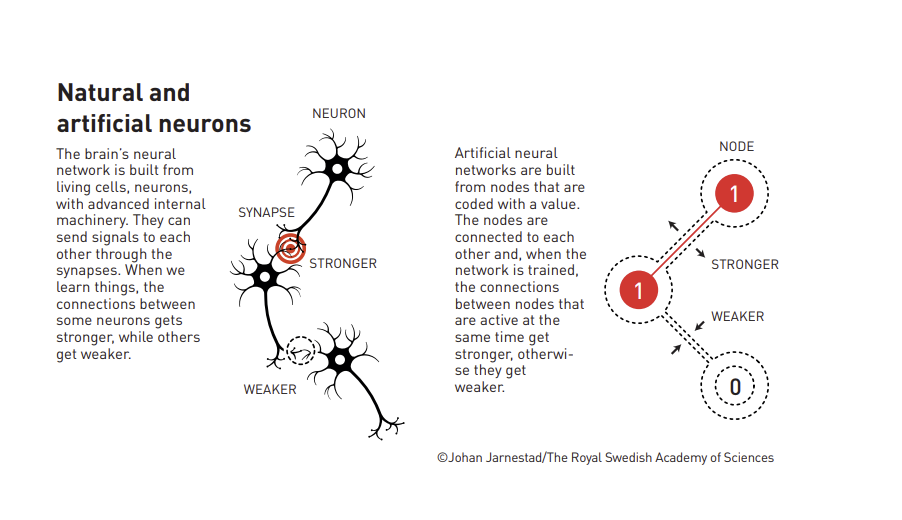 Natural and
artificial neurons
The brain's neural
network is built from
living cells, neurons,
with advanced internal
machinery. They can
send signals to each
other through the
synapses. When we
learn things, the
connections between
some neurons gets
stronger, while others
get weaker.
NEURON
SYNAPSE
STRONGER
WEAKER
Artificial neural
networks are built
from nodes that are
coded with a value.
The nodes are
connected to each
other and, when the
network is trained,
the connections
between nodes that
are active at the
same time get
stronger, otherwi-
se they get
weaker.
NODE
1
STRONGER
1
WEAKER
0
©Johan Jarnestad/The Royal Swedish Academy of Sciences